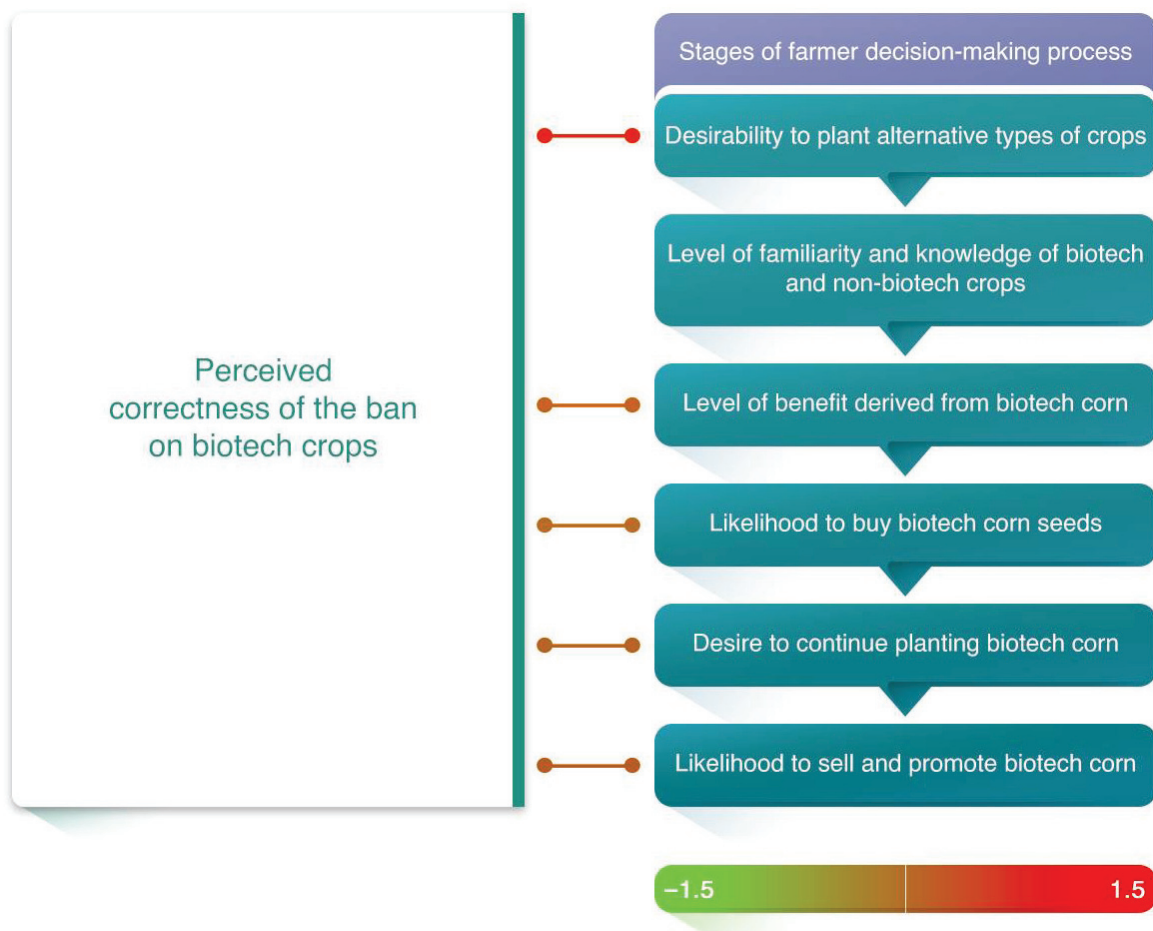 Perceived
correctness of the ban
on biotech crops
Stages of farmer decision-making process
Desirability to plant alternative types of crops
Level of familiarity and knowledge of biotech
and non-biotech crops
Level of benefit derived from biotech corn
Likelihood to buy biotech corn seeds
Desire to continue planting biotech corn
Likelihood to sell and promote biotech corn
–1.5 1.5